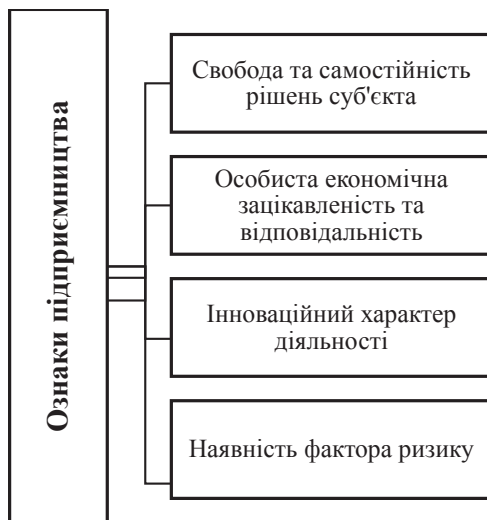 Ознаки підприємництва
Свобода та самостійність
рішень суб'єкта
Особиста економічна
зацікавленість та
відповідальність
Інноваційний характер
діяльності
Наявність фактора ризику